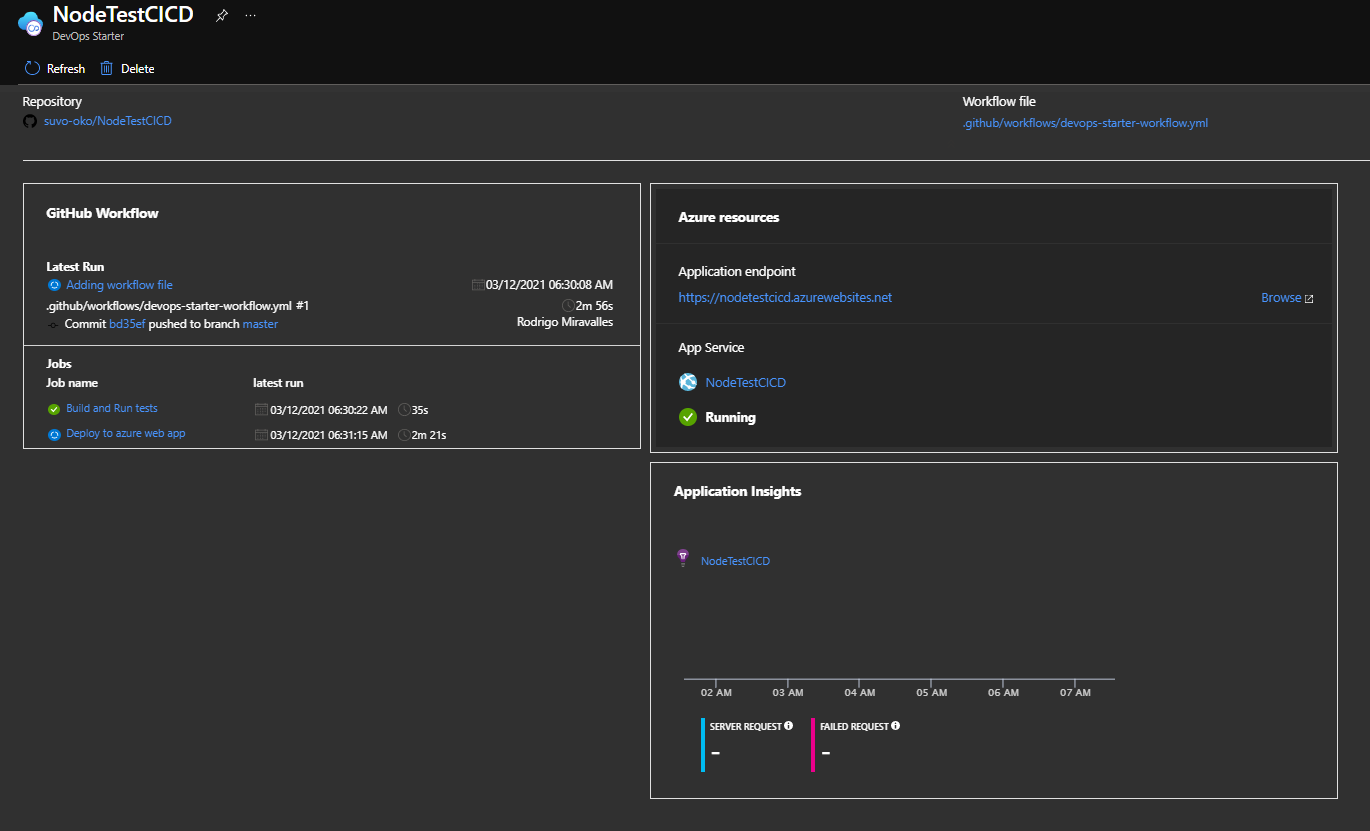 NodeTestCICD
DevOps Starter
Refresh Delete
Repository
suvo-oko/NodeTestCICD
Workflow file
.github/workflows/devops-starter-workflow.yml
GitHub Workflow
Latest Run
Adding workflow file 03/12/2021 06:30:08 AM
.github/workflows/devops-starter-workflow.yml #1 2m 56s
Commit bd35ef pushed to branch master Rodrigo Miravalles
Jobs
Job name latest run
Build and Run tests 03/12/2021 06:30:22 AM 35s
Deploy to azure web app 03/12/2021 06:31:15 AM 2m 21s
Azure resources
Application endpoint
https://nodetestcicd.azurewebsites.net Browse
App Service
NodeTestCICD
Running
Application Insights
NodeTestCICD
02 AM 03 AM 04 AM 05 AM 06 AM 07 AM
SERVER REQUEST FAILED REQUEST
-- --